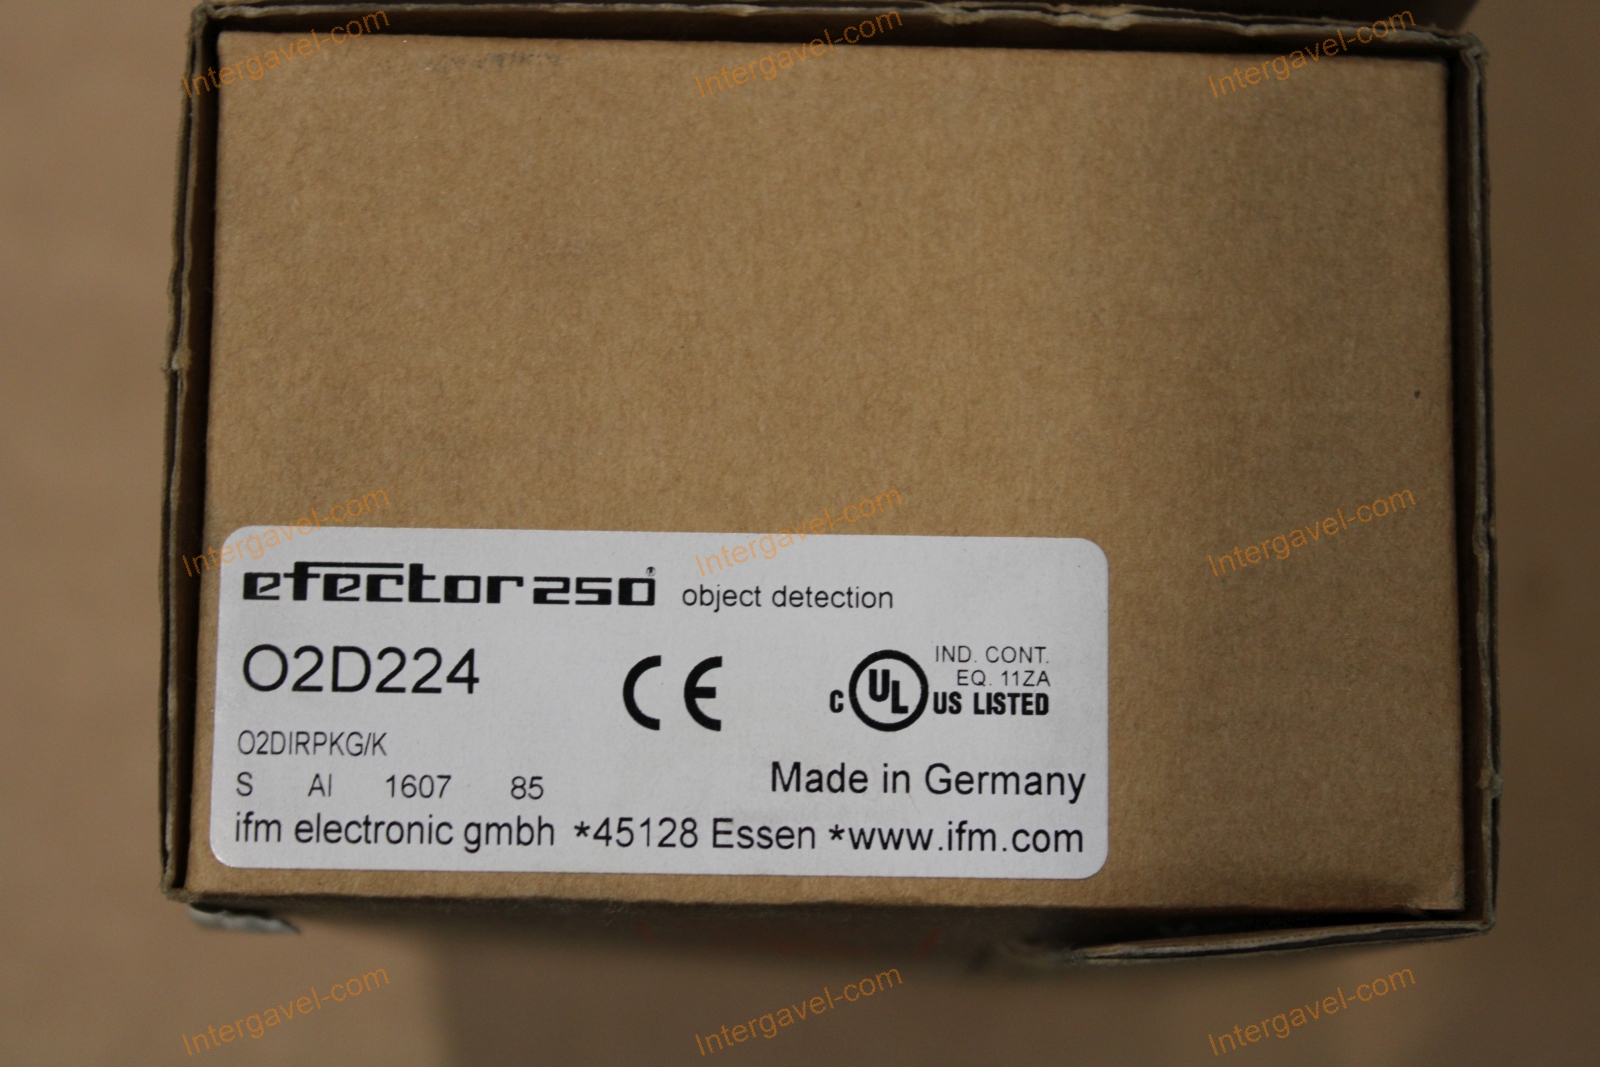 Intergavel-com Intergavel-com Intergavel-com
Intergavel-com Intergavel-com Intergavel-com
efector250® object detection
O2D224
CE
C UL US LISTED
IND. CONT.
EQ. 11ZA
O2DIRPKG/K
S AI 1607 85
Made in Germany
ifm electronic gmbh *45128 Essen *www.ifm.com
Intergavel-com Intergavel-com Intergavel-com